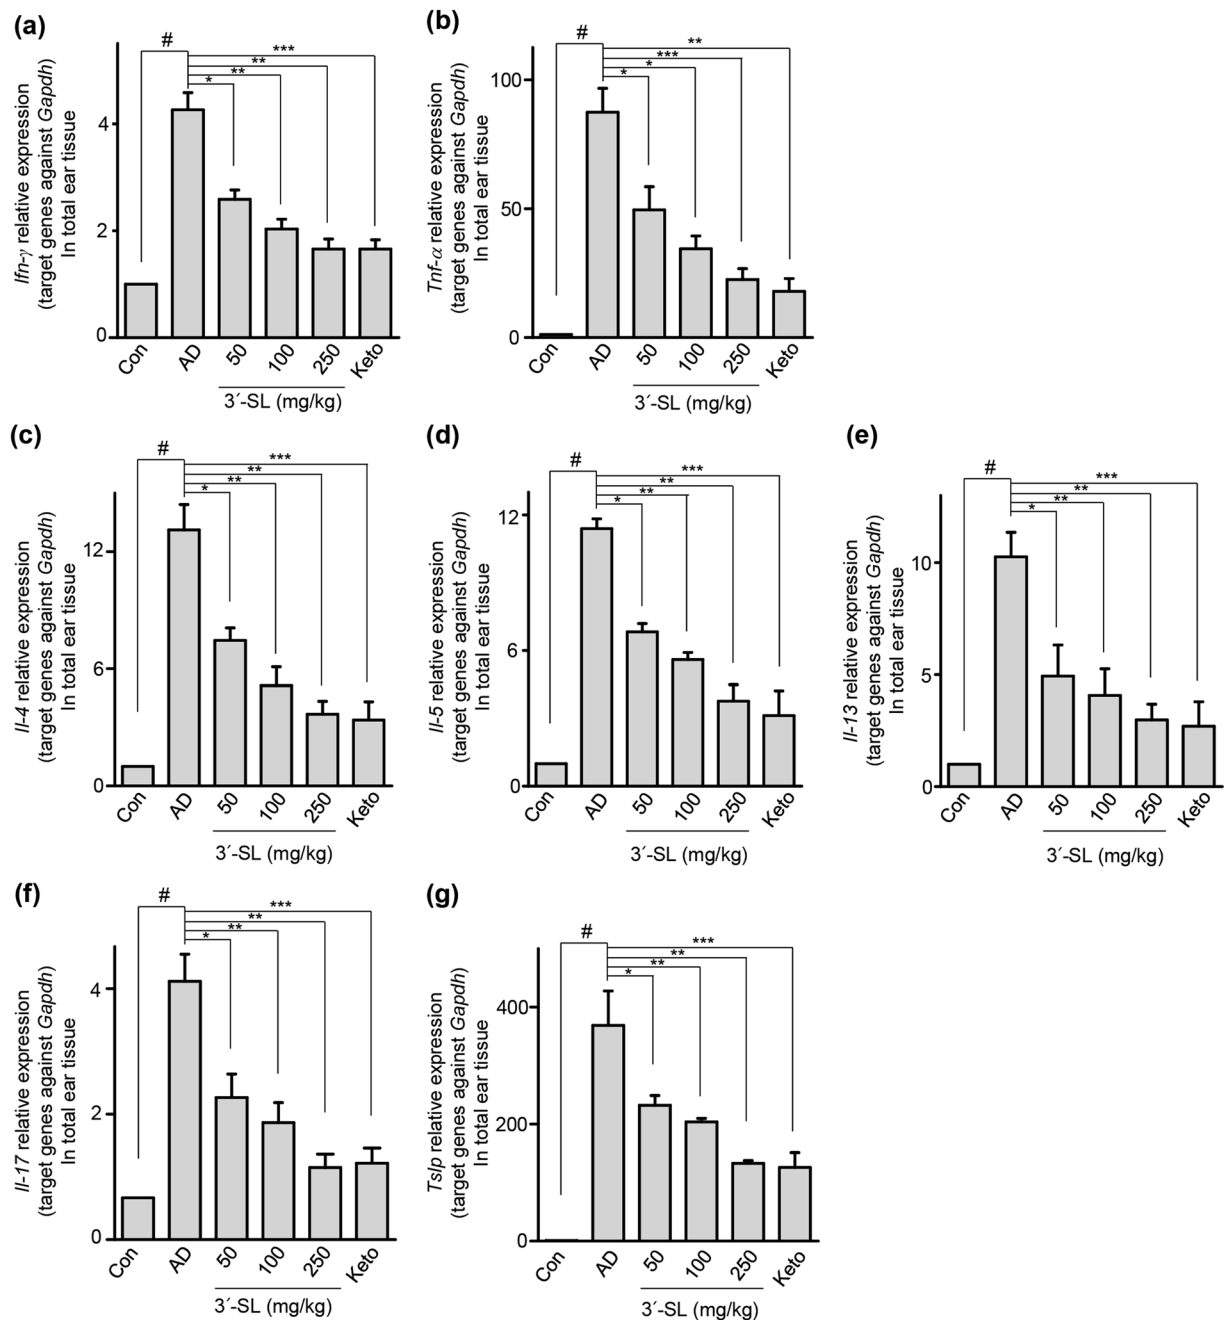 (a)
#
***
**
**
*
4
2
0
Ifn-γ relative expression
(target genes against Gapdh)
In total ear tissue
Con
AD
50
100
250
Keto
3´-SL (mg/kg)
(b)
#
**
***
*
*
100
50
0
Tnf-α relative expression
(target genes against Gapdh)
In total ear tissue
Con
AD
50
100
250
Keto
3´-SL (mg/kg)
(c)
#
***
**
**
*
12
6
0
Il-4 relative expression
(target genes against Gapdh)
In total ear tissue
Con
AD
50
100
250
Keto
3´-SL (mg/kg)
(d)
#
***
**
**
*
12
6
0
Il-5 relative expression
(target genes against Gapdh)
In total ear tissue
Con
AD
50
100
250
Keto
3´-SL (mg/kg)
(e)
#
***
**
**
*
10
5
0
Il-13 relative expression
(target genes against Gapdh)
In total ear tissue
Con
AD
50
100
250
Keto
3´-SL (mg/kg)
(f)
#
***
**
**
*
4
2
0
Il-17 relative expression
(target genes against Gapdh)
In total ear tissue
Con
AD
50
100
250
Keto
3´-SL (mg/kg)
(g)
#
***
**
**
*
400
200
0
Tslp relative expression
(target genes against Gapdh)
In total ear tissue
Con
AD
50
100
250
Keto
3´-SL (mg/kg)